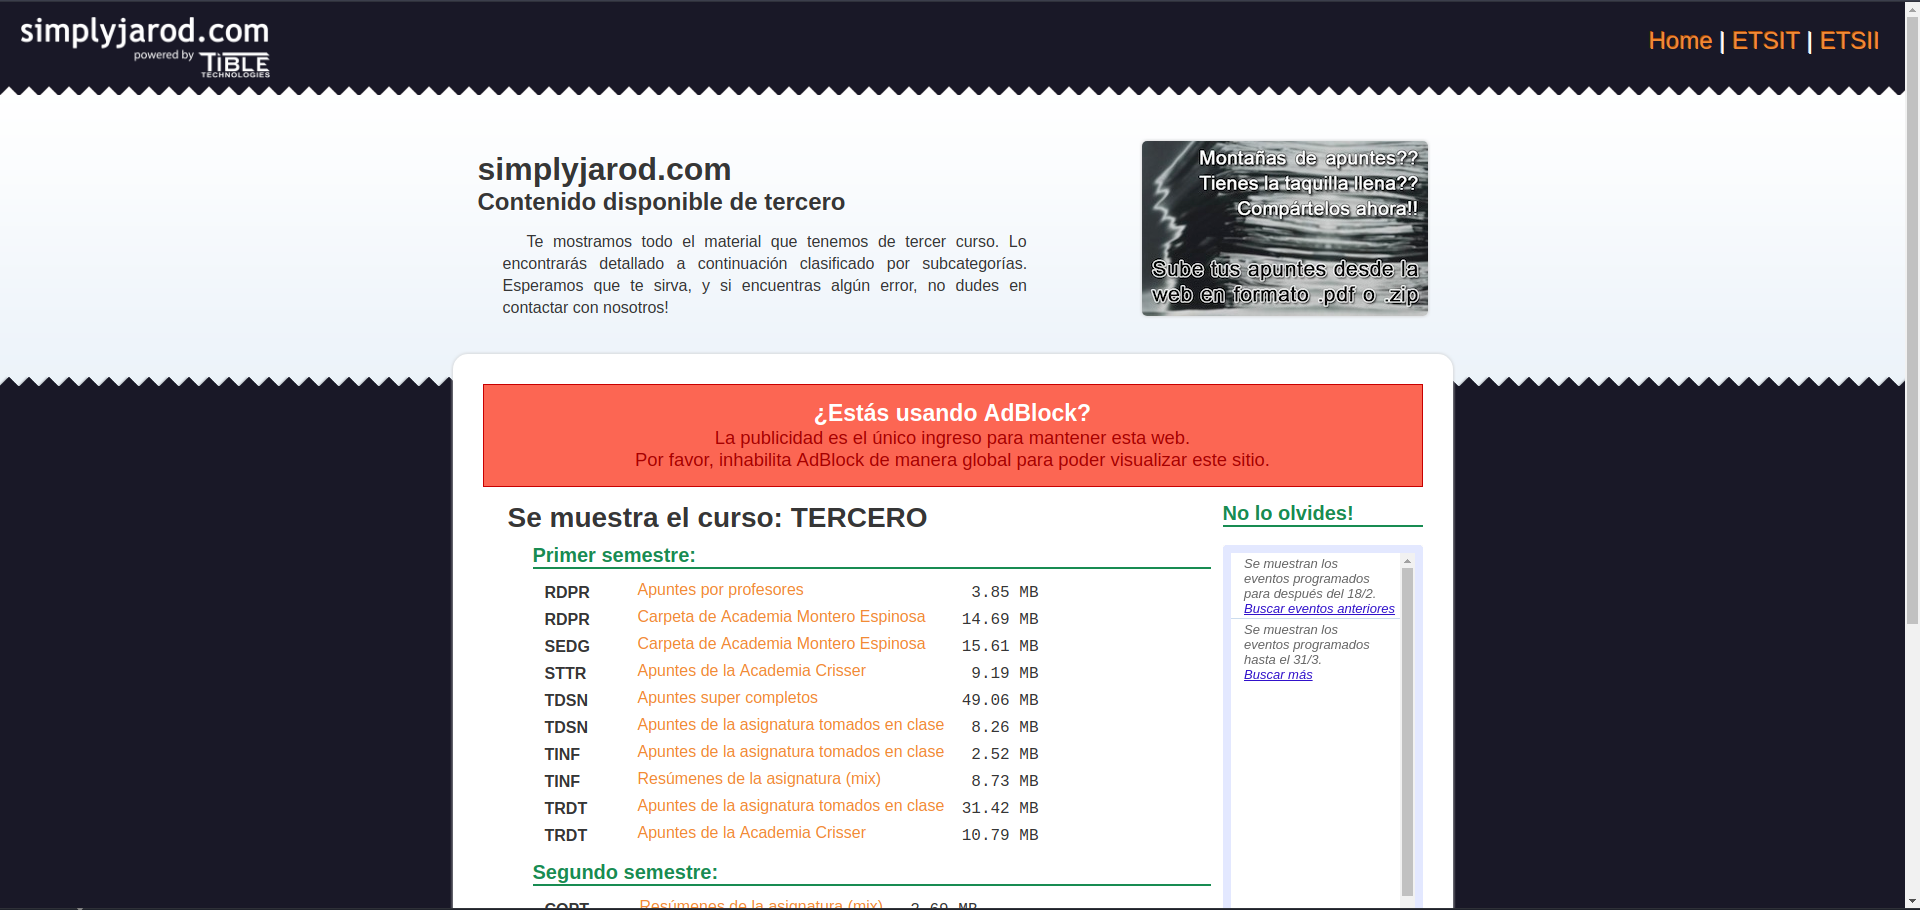 simplyjarod.com
powered by TIBLE
TECHNOLOGIES
Home | ETSIT | ETSII
simplyjarod.com
Contenido disponible de tercero
Te mostramos todo el material que tenemos de tercer curso. Lo
encontrarás detallado a continuación clasificado por subcategorías.
Esperamos que te sirva, y si encuentras algún error, no dudes en
contactar con nosotros!
Montañas de apuntes??
Tienes la taquilla llena??
Compártelos ahora!!
Sube tus apuntes desde la
web en formato .pdf o .zip
¿Estás usando AdBlock?
La publicidad es el único ingreso para mantener esta web.
Por favor, inhabilita AdBlock de manera global para poder visualizar este sitio.
Se muestra el curso: TERCERO
Primer semestre:
RDPR Apuntes por profesores 3.85 MB
RDPR Carpeta de Academia Montero Espinosa 14.69 MB
SEDG Carpeta de Academia Montero Espinosa 15.61 MB
STTR Apuntes de la Academia Crisser 9.19 MB
TDSN Apuntes super completos 49.06 MB
TDSN Apuntes de la asignatura tomados en clase 8.26 MB
TINF Apuntes de la asignatura tomados en clase 2.52 MB
TINF Resúmenes de la asignatura (mix) 8.73 MB
TRDT Apuntes de la asignatura tomados en clase 31.42 MB
TRDT Apuntes de la Academia Crisser 10.79 MB
Segundo semestre:
CORT Resúmenes de la asignatura (mix) 2.69 MB
No lo olvides!
Se muestran los
eventos programados
para después del 18/2.
Buscar eventos anteriores
Se muestran los
eventos programados
hasta el 31/3.
Buscar más